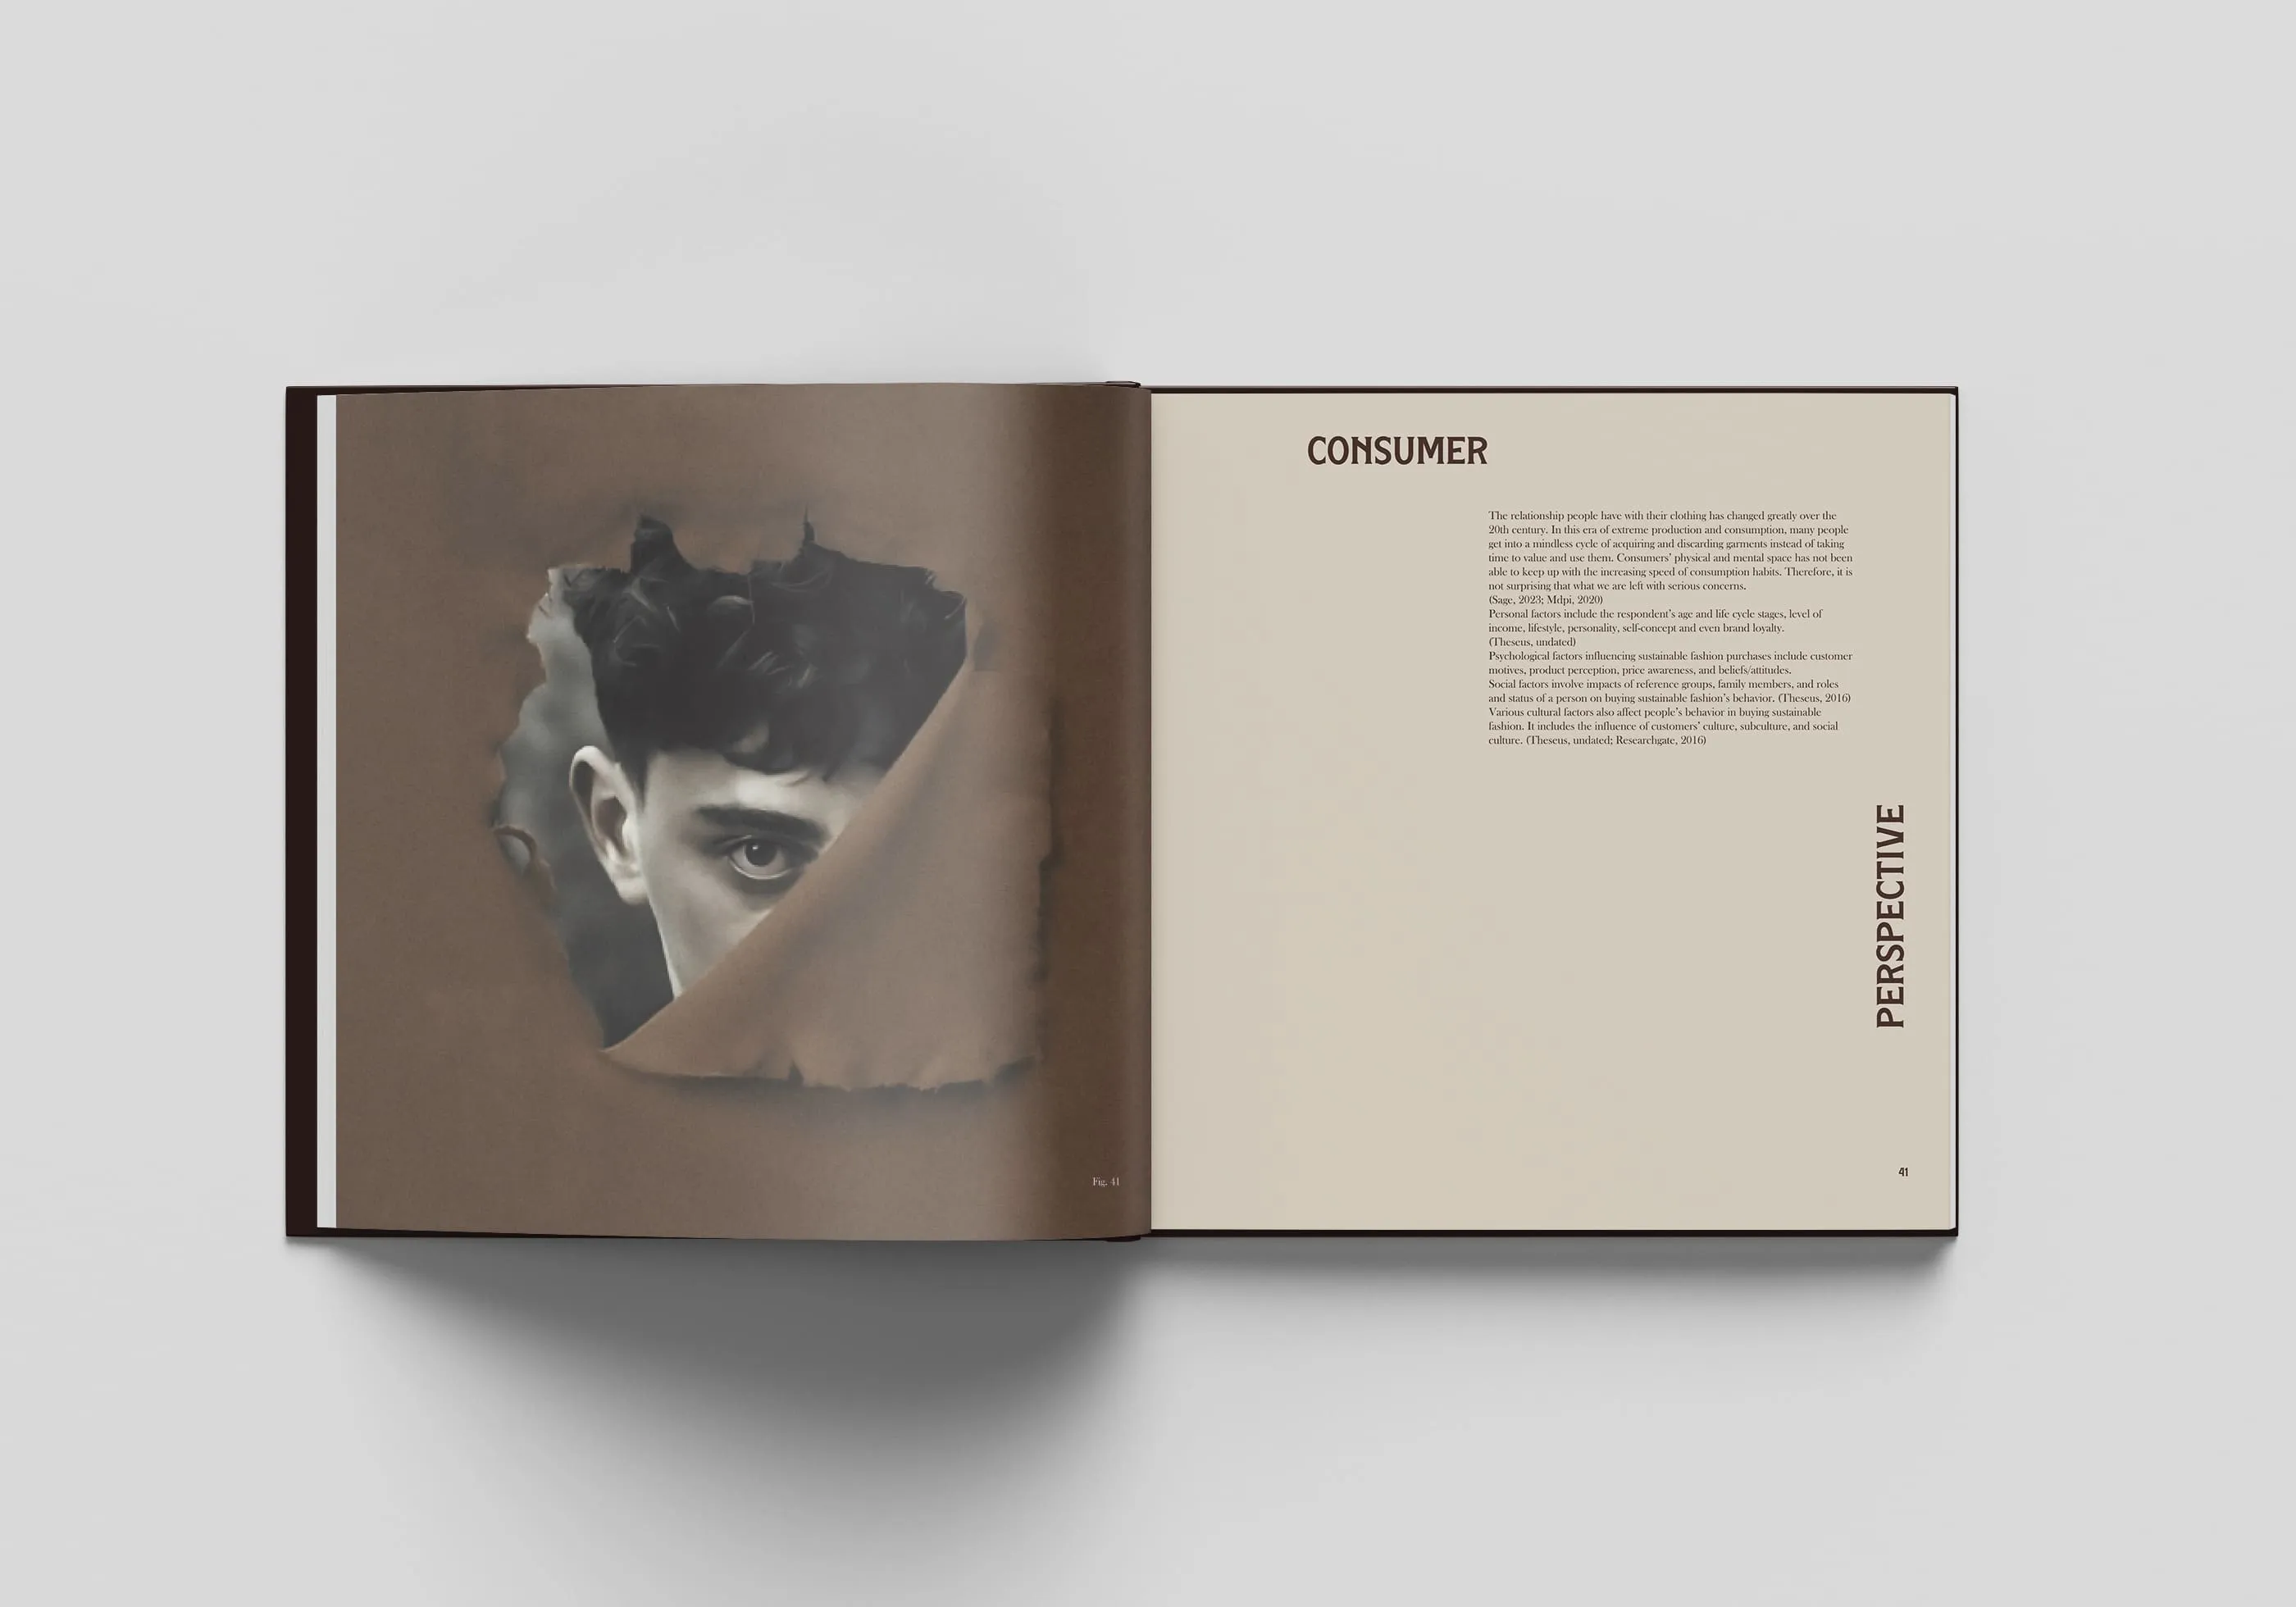 Fig. 41
CONSUMER
The relationship people have with their clothing has changed greatly over the
20th century. In this era of extreme production and consumption, many people
get into a mindless cycle of acquiring and discarding garments instead of taking
time to value and use them. Consumers' physical and mental space has not been
able to keep up with the increasing speed of consumption habits. Therefore, it is
not surprising that what we are left with serious concerns.
(Sage, 2023; Mdpi, 2020)
Personal factors include the respondent's age and life cycle stages, level of
income, lifestyle, personality, self-concept and even brand loyalty.
(Theseus, undated)
Psychological factors influencing sustainable fashion purchases include customer
motives, product perception, price awareness, and beliefs/attitudes.
Social factors involve impacts of reference groups, family members, and roles
and status of a person on buying sustainable fashion's behavior. (Theseus, 2016)
Various cultural factors also affect people's behavior in buying sustainable
fashion. It includes the influence of customers' culture, subculture, and social
culture. (Theseus, undated; Researchgate, 2016)
PERSPECTIVE
41